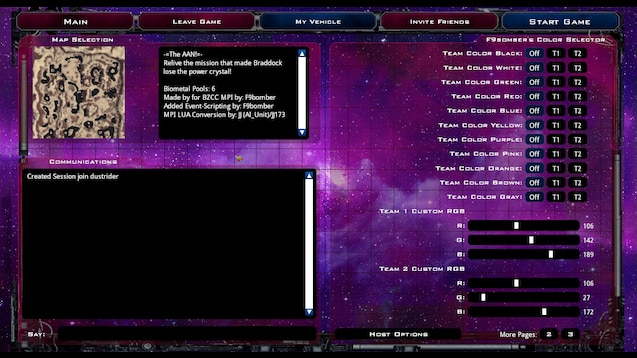 Main
Leave Game
My Vehicle
Invite Friends
Start Game
Map Selection
-=The AAN!=-
Relive the mission that made Braddock
lose the power crystal!
Biometal Pools: 6
Made by for BZCC MPI by: F9bomber
Added Event-Scripting by: F9bomber
MPI LUA Conversion by: JJ (AI_Unit)/JJ173
Communications
Created Session join dustrider
Say:
Host Options
F9bomber's Color Selector
Team Color Black: Off T1 T2
Team Color White: Off T1 T2
Team Color Green: Off T1 T2
Team Color Red: Off T1 T2
Team Color Blue: Off T1 T2
Team Color Yellow: Off T1 T2
Team Color Purple: Off T1 T2
Team Color Pink: Off T1 T2
Team Color Orange: Off T1 T2
Team Color Brown: Off T1 T2
Team Color Gray: Off T1 T2
Team 1 Custom RGB
R: 106
G: 142
B: 189
Team 2 Custom RGB
R: 106
G: 27
B: 172
More Pages: 2 3